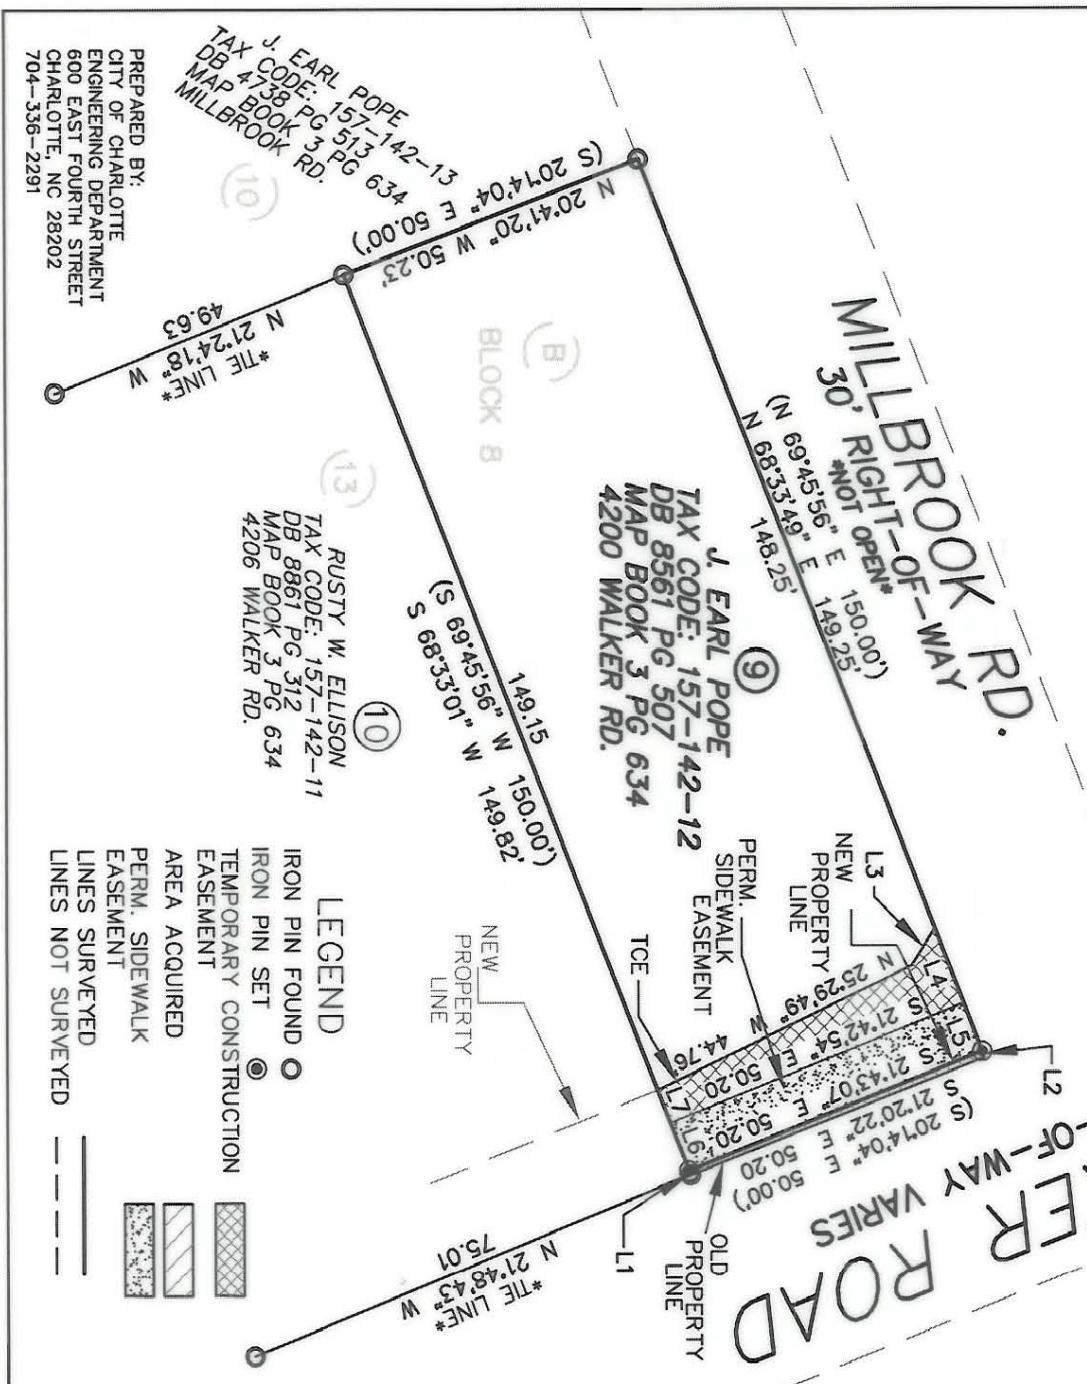 MILLBROOK RD.
30' RIGHT-OF-WAY
*NOT OPEN*
(N 69°45'56" E 150.00')
N 68°33'49" E 149.25'
148.25'
J. EARL POPE
TAX CODE: 157-142-13
DB 4738 PG 513
MAP BOOK 3 PG 634
MILLBROOK RD.
(10)
(S 20°14'04" E 50.00')
N 20°41'20" W 50.23'
PREPARED BY:
CITY OF CHARLOTTE
ENGINEERING DEPARTMENT
600 EAST FOURTH STREET
CHARLOTTE, NC 28202
704-336-2291
*TIE LINE*
N 21°24'18" W
49.63
(B)
BLOCK 8
(13)
9
J. EARL POPE
TAX CODE: 157-142-12
DB 8561 PG 507
MAP BOOK 3 PG 634
4200 WALKER RD.
149.15
(S 69°45'56" W 150.00')
S 68°33'01" W 149.82'
10
RUSTY W. ELLISON
TAX CODE: 157-142-11
DB 8861 PG 312
MAP BOOK 3 PG 634
4206 WALKER RD.
L3
NEW
PROPERTY
LINE
PERM.
SIDEWALK
EASEMENT
TCE
NEW
PROPERTY
LINE
L4
L5
L2
N 25°29'49" W 44.76
S 21°42'54" E 50.20
S 21°43'07" E 50.20
S 21°20'22" E 50.20
(S 20°14'04" E 50.00')
L7
L6
L1
OLD
PROPERTY
LINE
ER ROAD
-OF-WAY VARIES
*TIE LINE*
N 21°48'43" W
75.01
LEGEND
IRON PIN FOUND
IRON PIN SET
TEMPORARY CONSTRUCTION
EASEMENT
AREA ACQUIRED
PERM. SIDEWALK
EASEMENT
LINES SURVEYED
LINES NOT SURVEYED